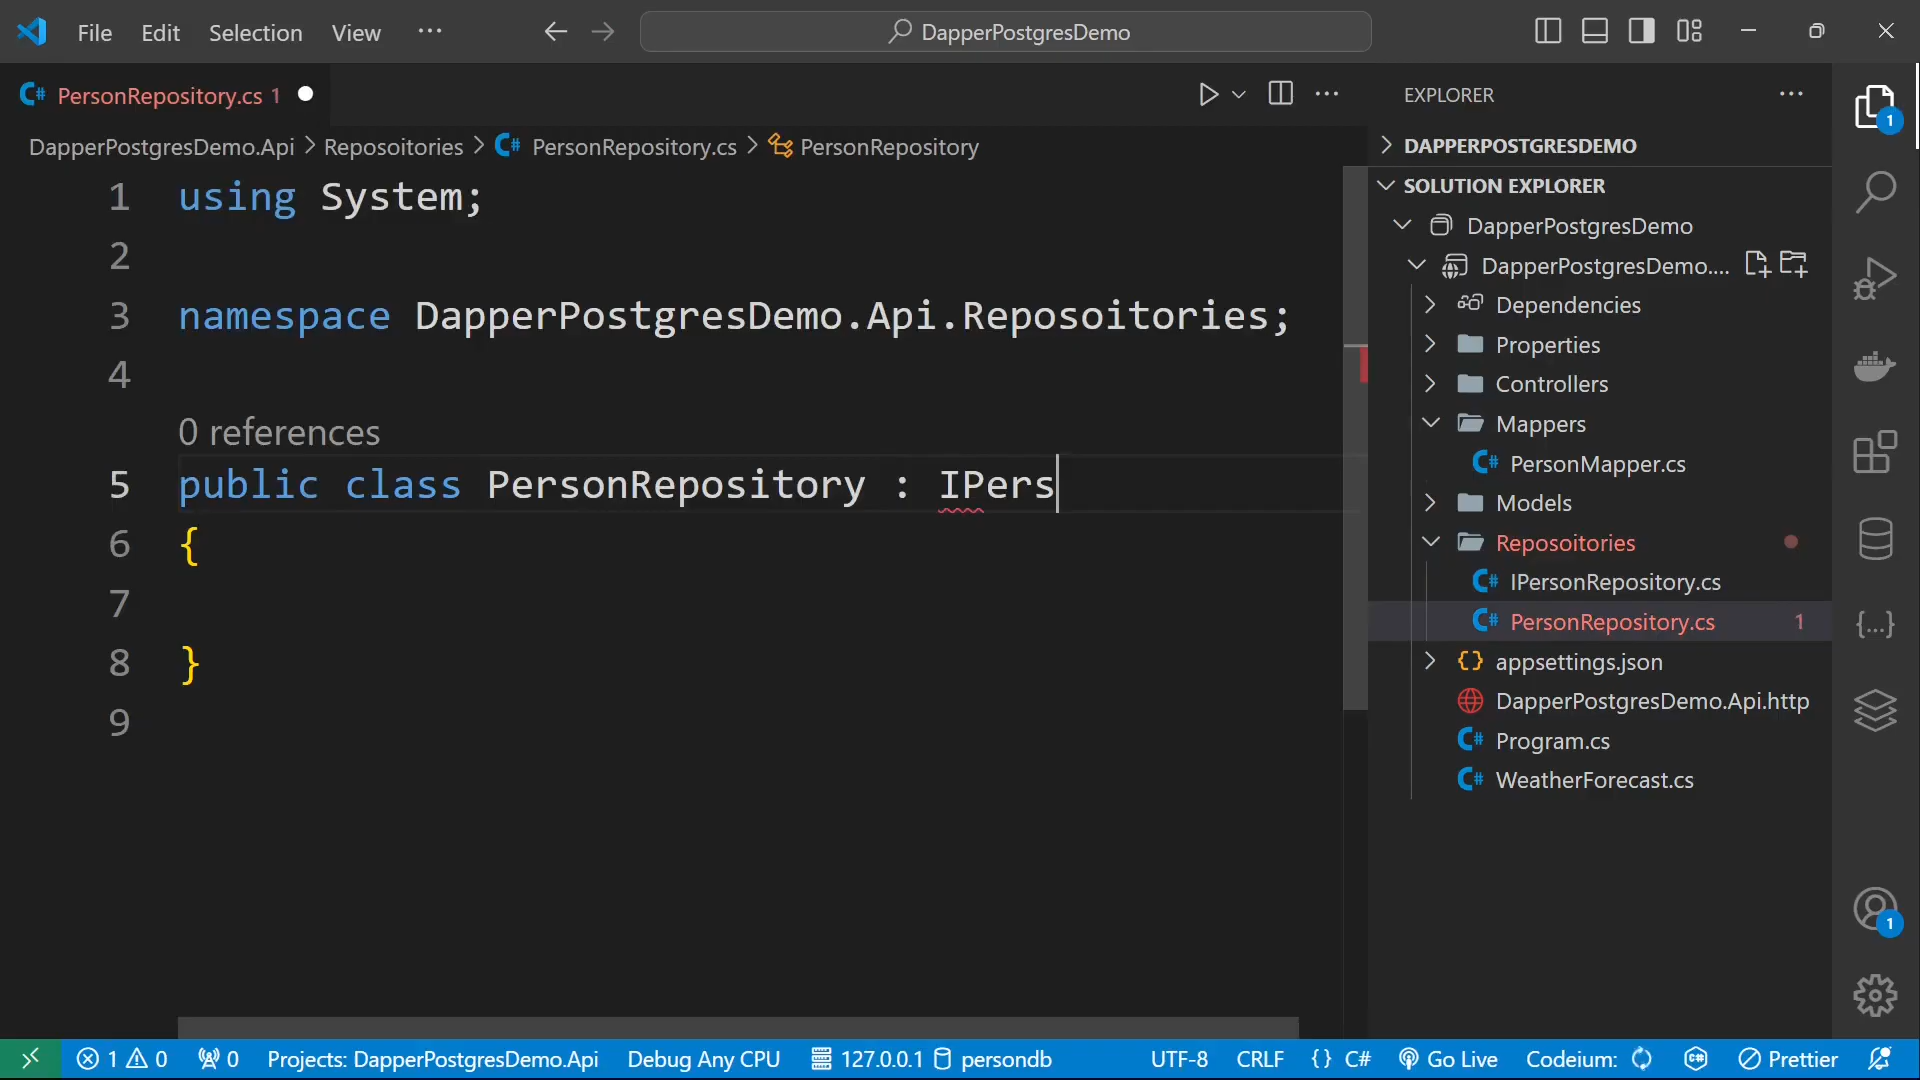 File Edit Selection View ··· DapperPostgresDemo
PersonRepository.cs 1
DapperPostgresDemo.Api > Reposoitories > PersonRepository.cs > PersonRepository
1 using System;
2
3 namespace DapperPostgresDemo.Api.Reposoitories;
4
0 references
5 public class PersonRepository : IPers
6 {
7
8 }
9
EXPLORER
DAPPERPOSTGRESDEMO
SOLUTION EXPLORER
DapperPostgresDemo
DapperPostgresDemo....
Dependencies
Properties
Controllers
Mappers
C# PersonMapper.cs
Models
Reposoitories
C# IPersonRepository.cs
C# PersonRepository.cs 1
{} appsettings.json
DapperPostgresDemo.Api.http
C# Program.cs
C# WeatherForecast.cs
1
{...}
1
1 0 0 Projects: DapperPostgresDemo.Api Debug Any CPU 127.0.0.1 persondb UTF-8 CRLF {} C# Go Live Codeium: Prettier